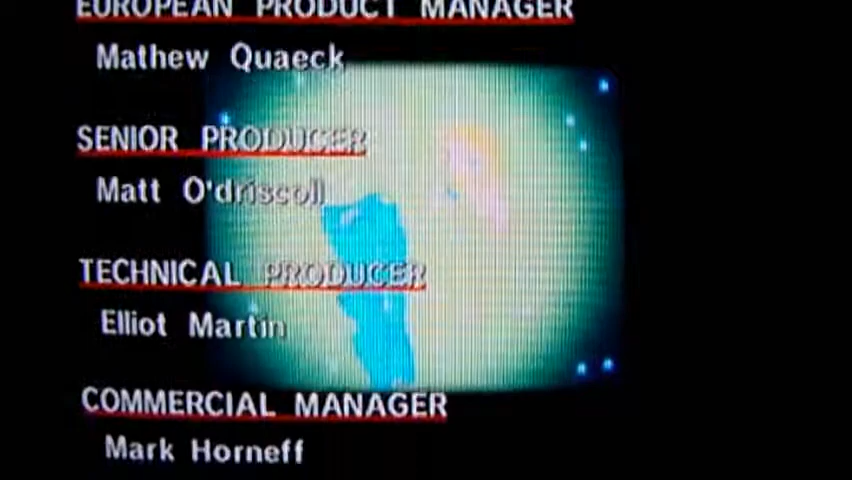 EUROPEAN PRODUCT MANAGER
Mathew Quaeck
SENIOR PRODUCER
Matt O'driscoll
TECHNICAL PRODUCER
Elliot Martin
COMMERCIAL MANAGER
Mark Horneff